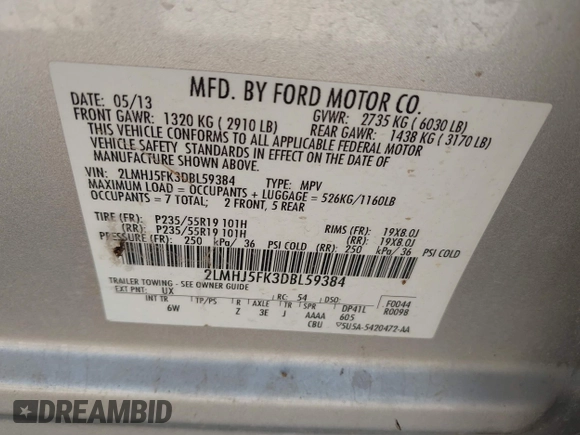 MFD. BY FORD MOTOR CO.
DATE: 05/13 GVWR: 2735 KG ( 6030 LB)
FRONT GAWR: 1320 KG ( 2910 LB) REAR GAWR: 1438 KG ( 3170 LB)
THIS VEHICLE CONFORMS TO ALL APPLICABLE FEDERAL MOTOR
VEHICLE SAFETY STANDARDS IN EFFECT ON THE DATE OF
MANUFACTURE SHOWN ABOVE.
VIN: 2LMHJ5FK3DBL59384 TYPE: MPV
MAXIMUM LOAD = OCCUPANTS + LUGGAGE = 526KG/1160LB
OCCUPANTS = 7 TOTAL; 2 FRONT, 5 REAR
TIRE (FR): P235/55R19 101H RIMS (FR): 19X8.0J
(RR): P235/55R19 101H (RR): 19X8.0J
PRESSURE (FR): 250 kPa/ 36 PSI COLD (RR) 250 kPa/ 36 PSI COLD
2LMHJ5FK3DBL59384
TRAILER TOWING - SEE OWNER GUIDE
EXT PNT: UX RC: 54 DSO: F0044
INT TR TP/PS R AXLE TR SPR DP41L R0098
6W Z 3E J AAAA 605
CBU 5U5A-5420472-AA
DREAMBID